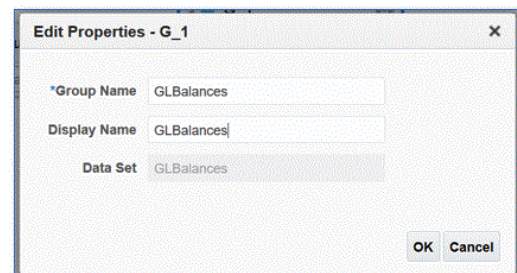 Edit Properties - G_1
*Group Name GLBalances
Display Name GLBalances
Data Set GLBalances
OK Cancel